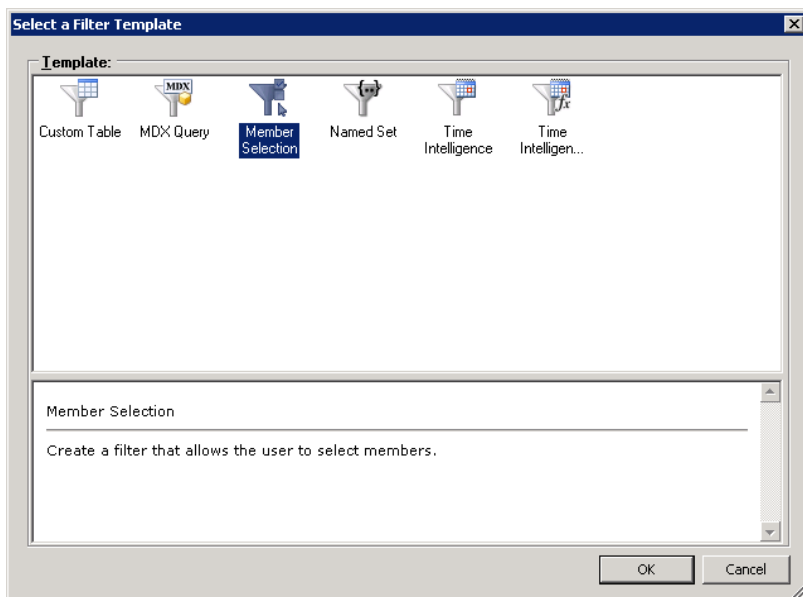 Select a Filter Template
Template:
MDX
fx
Custom Table
MDX Query
Member
Selection
Named Set
Time
Intelligence
Time
Intelligen...
Member Selection
Create a filter that allows the user to select members.
OK
Cancel